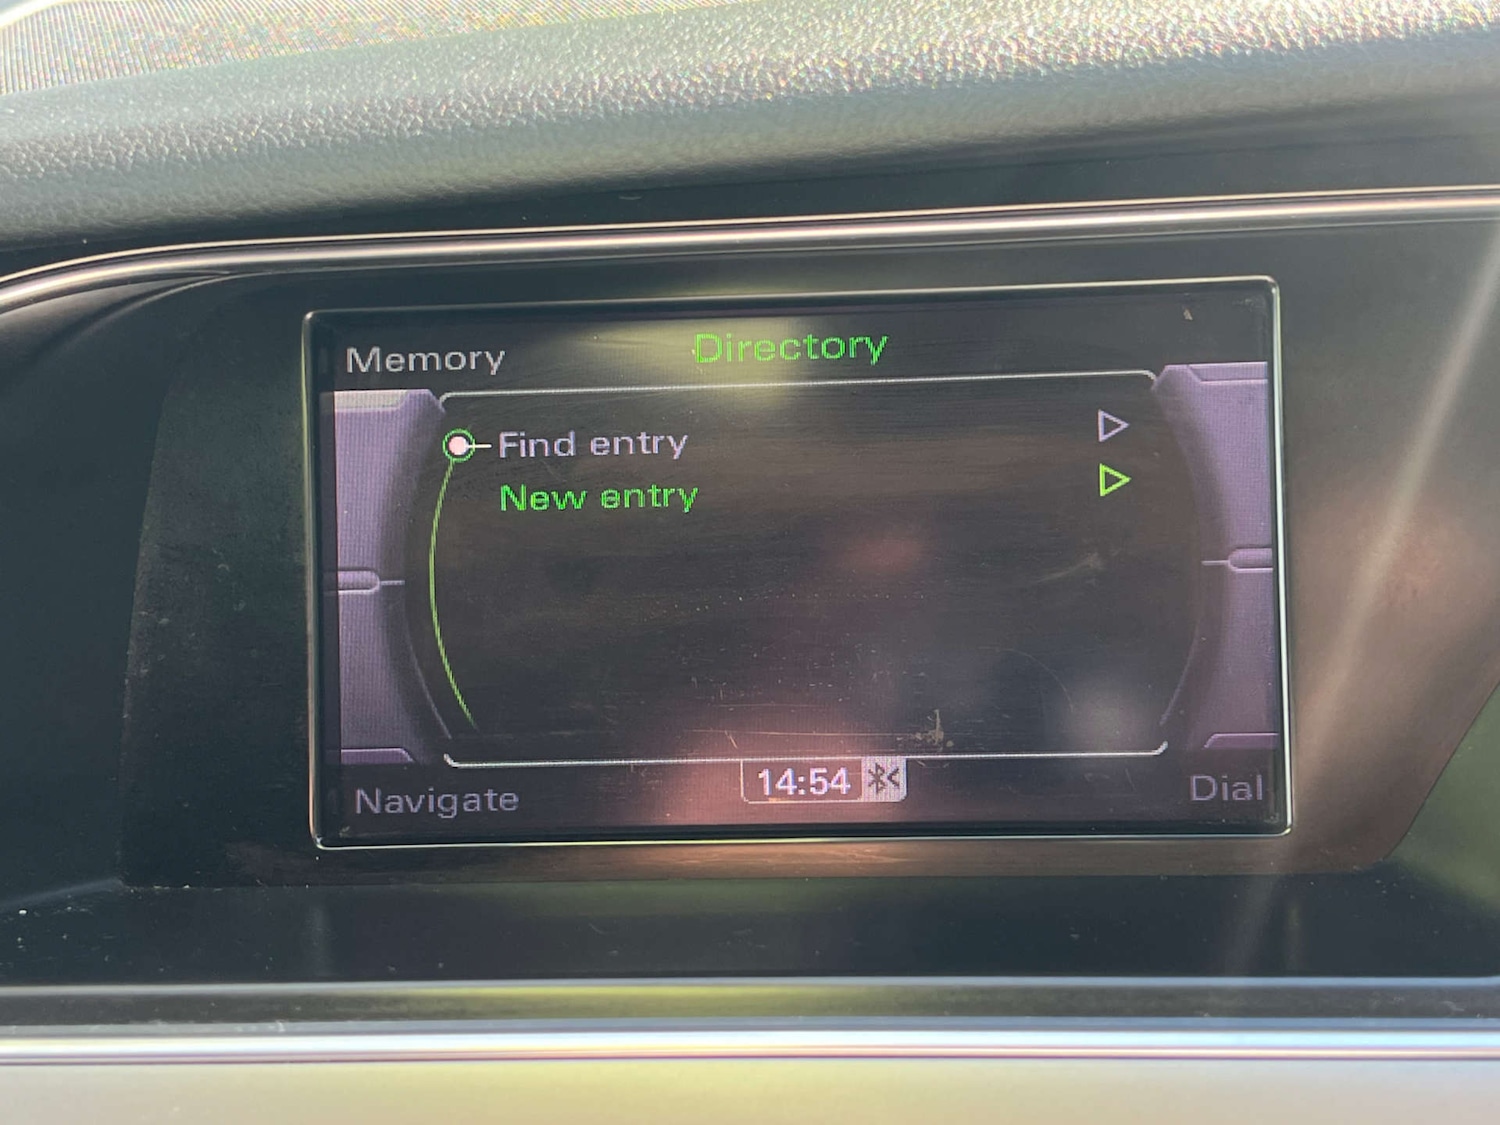 Memory
Directory
Find entry
New entry
Navigate
14:54
Dial